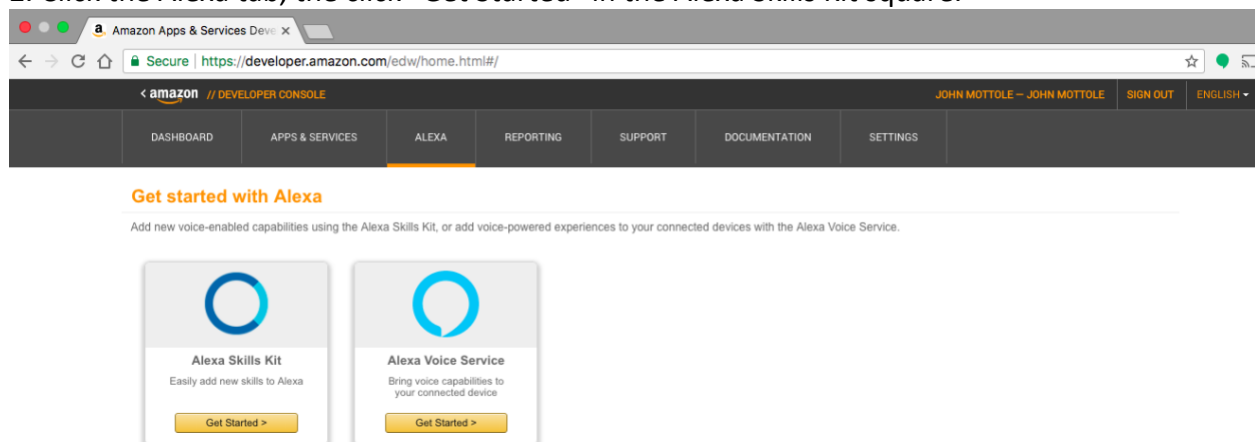 2. Click the Alexa tab, the click "Get Started" in the Alexa Skills Kit square.
Amazon Apps & Services Deve
Secure | https://developer.amazon.com/edw/home.html#/
amazon // DEVELOPER CONSOLE
JOHN MOTTOLE – JOHN MOTTOLE
SIGN OUT
ENGLISH
DASHBOARD
APPS & SERVICES
ALEXA
REPORTING
SUPPORT
DOCUMENTATION
SETTINGS
Get started with Alexa
Add new voice-enabled capabilities using the Alexa Skills Kit, or add voice-powered experiences to your connected devices with the Alexa Voice Service.
Alexa Skills Kit
Easily add new skills to Alexa
Get Started >
Alexa Voice Service
Bring voice capabilities to
your connected device
Get Started >